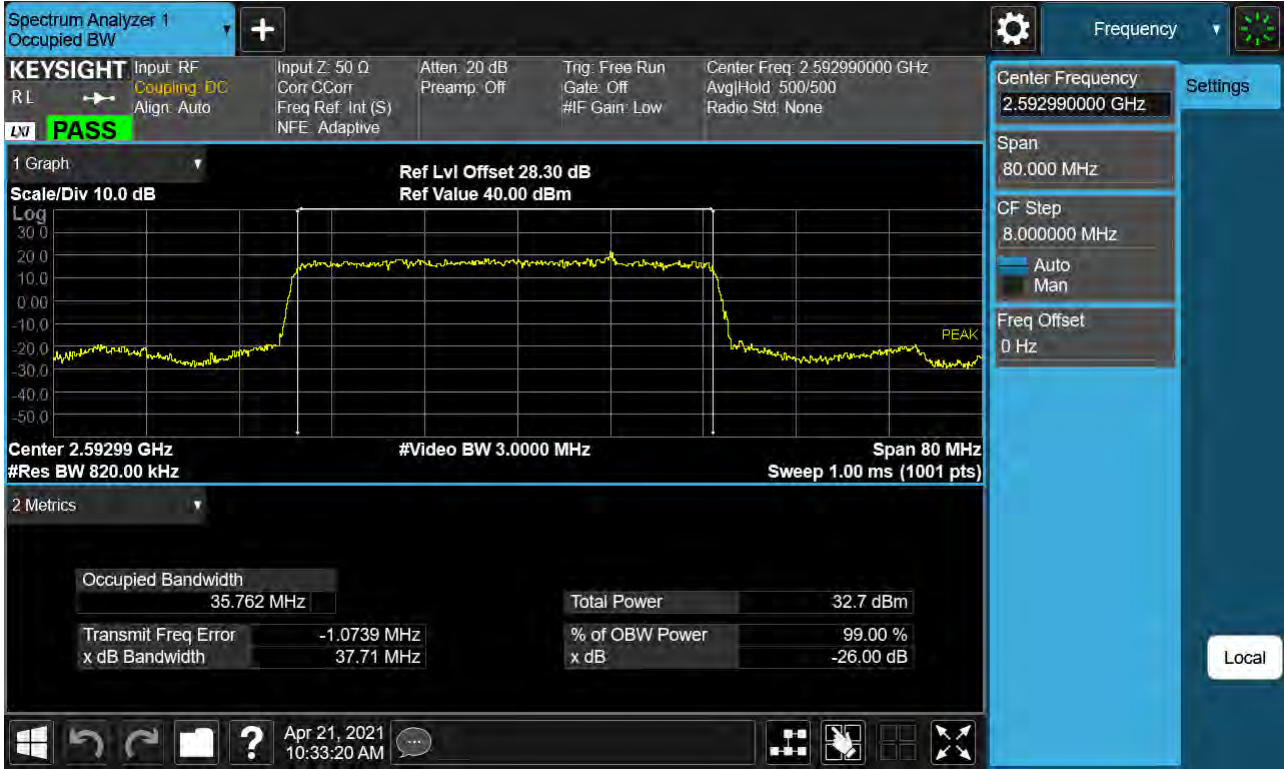 Spectrum Analyzer 1
Occupied BW
+
Frequency
KEYSIGHT
R L
LXI PASS
Input: RF
Coupling: DC
Align: Auto
Input Z: 50 Ω
Corr CCorr
Freq Ref: Int (S)
NFE: Adaptive
Atten: 20 dB
Preamp: Off
Trig: Free Run
Gate: Off
#IF Gain: Low
Center Freq: 2.592990000 GHz
Avg|Hold: 500/500
Radio Std: None
Center Frequency
2.592990000 GHz
Settings
Span
80.000 MHz
CF Step
8.000000 MHz
Auto
Man
Freq Offset
0 Hz
Local
1 Graph
Scale/Div 10.0 dB
Ref Lvl Offset 28.30 dB
Ref Value 40.00 dBm
Log
30.0
20.0
10.0
0.00
-10.0
-20.0
-30.0
-40.0
-50.0
PEAK
Center 2.59299 GHz
#Video BW 3.0000 MHz
Span 80 MHz
#Res BW 820.00 kHz
Sweep 1.00 ms (1001 pts)
2 Metrics
Occupied Bandwidth
35.762 MHz
Total Power 32.7 dBm
Transmit Freq Error -1.0739 MHz
% of OBW Power 99.00 %
x dB Bandwidth 37.71 MHz
x dB -26.00 dB
?
Apr 21, 2021
10:33:20 AM